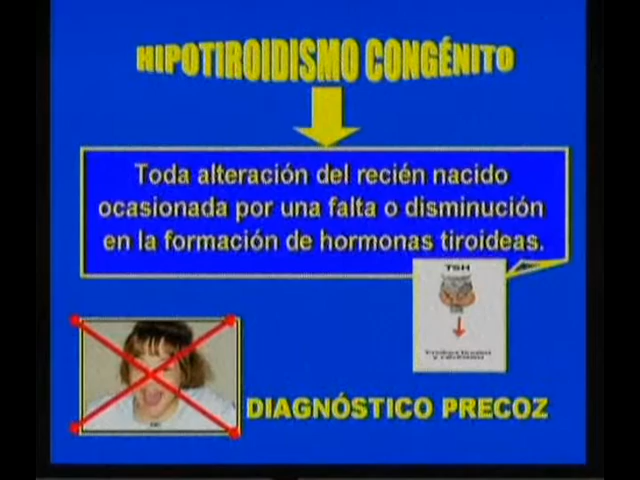 HIPOTIROIDISMO CONGÉNITO
Toda alteración del recién nacido
ocasionada por una falta o disminución
en la formación de hormonas tiroideas.
TSH
DIAGNÓSTICO PRECOZ